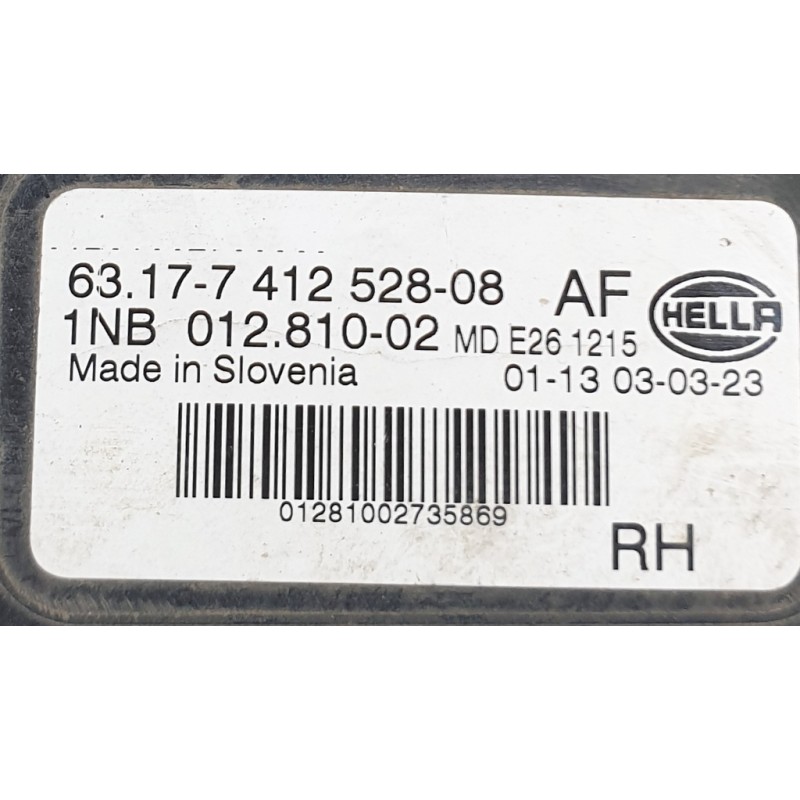 63.17-7 412 528-08 AF HELLA
1NB 012.810-02 MD E26 1215
Made in Slovenia 01-13 03-03-23
01281002735869
RH